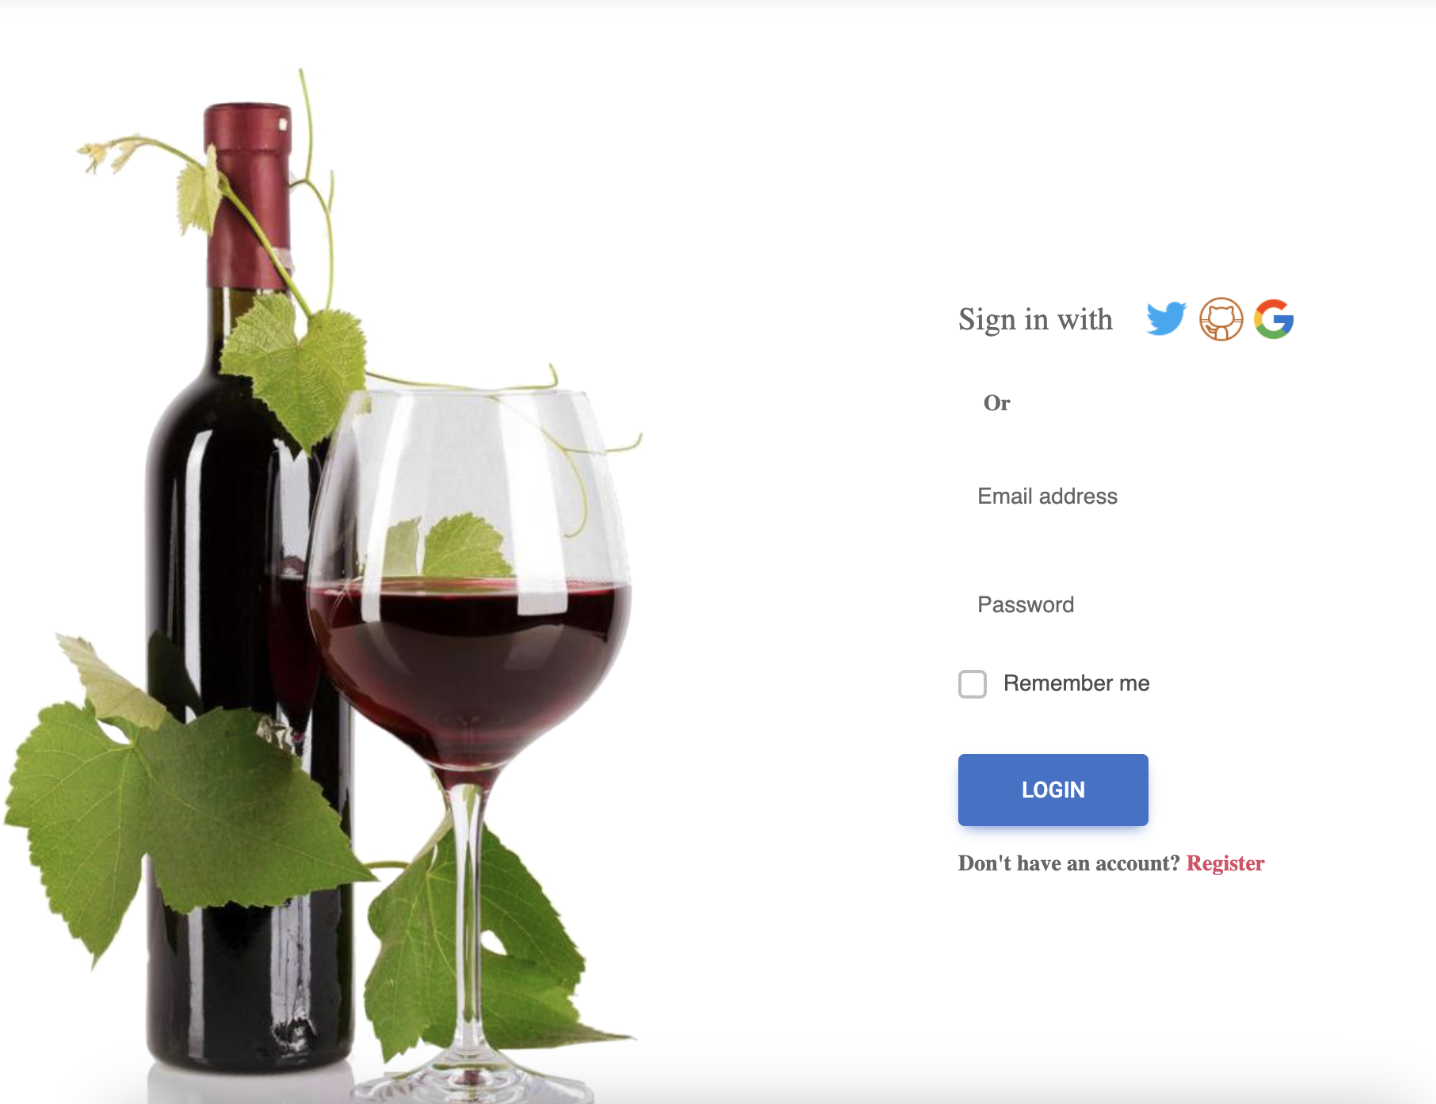 Sign in with
Or
Email address
Password
Remember me
LOGIN
Don't have an account? Register